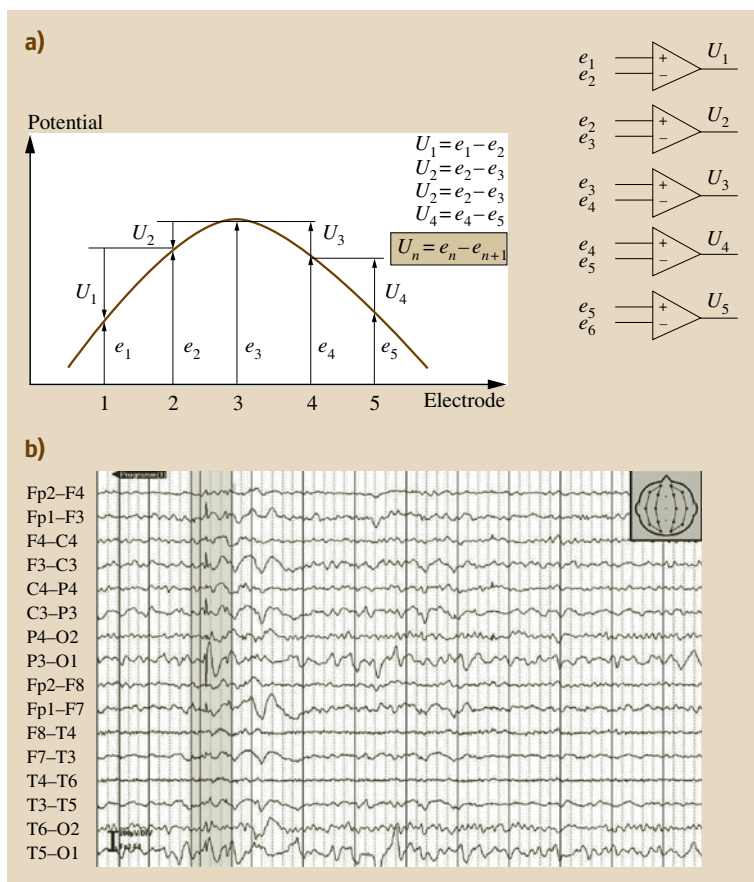 a)
Potential
U1 = e1 – e2
U2 = e2 – e3
U2 = e2 – e3
U4 = e4 – e5
Un = en – en+1
U1
U2
U3
U4
e1
e2
e3
e4
e5
1 2 3 4 5
Electrode
e1
e2
+
–
U1
e2
e3
+
–
U2
e3
e4
+
–
U3
e4
e5
+
–
U4
e5
e6
+
–
U5
b)
Fp2–F4
Fp1–F3
F4–C4
F3–C3
C4–P4
C3–P3
P4–O2
P3–O1
Fp2–F8
Fp1–F7
F8–T4
F7–T3
T4–T6
T3–T5
T6–O2
T5–O1